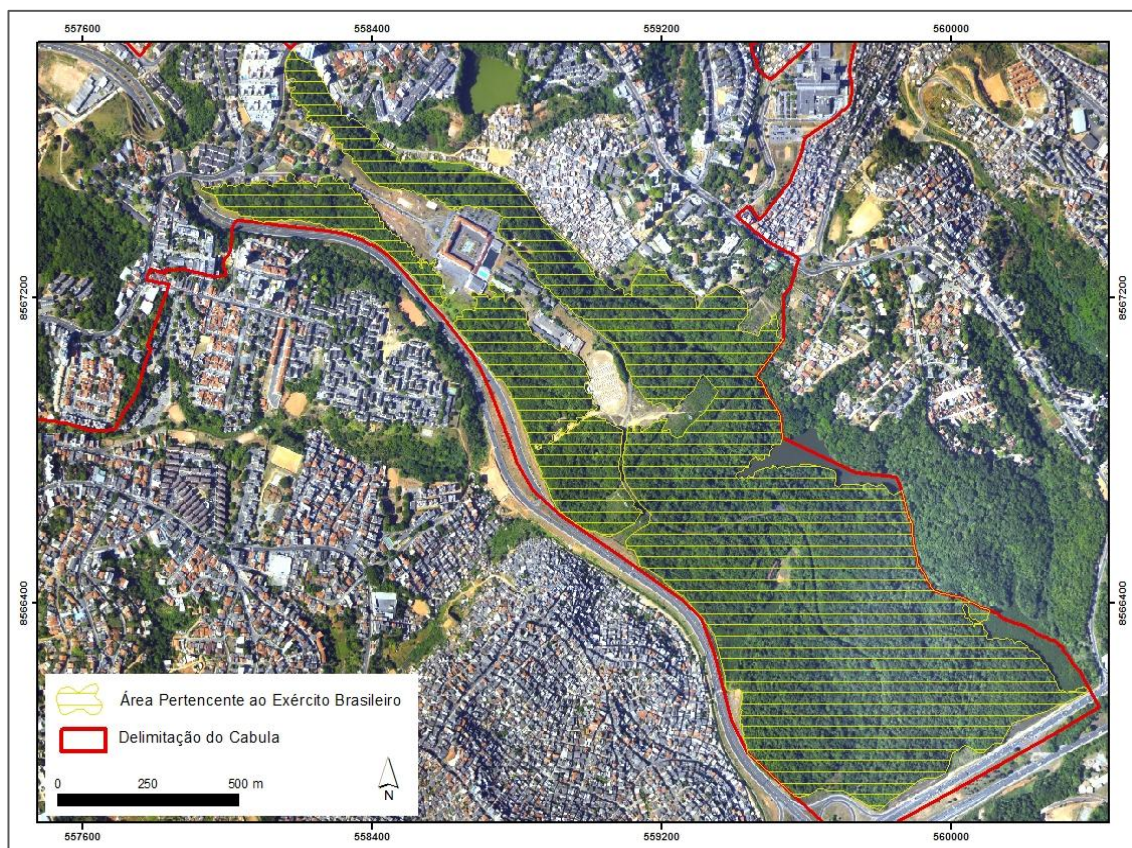 557600 558400 559200 560000
8567200 8567200
8566400 8566400
Área Pertencente ao Exército Brasileiro
Delimitação do Cabula
0 250 500 m
N
557600 558400 559200 560000